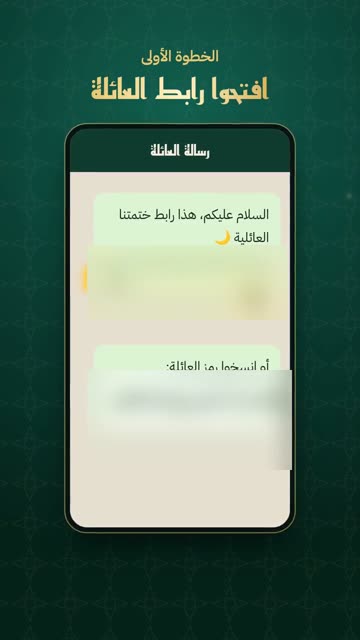 الخطوة الأولى
افتحوا رابط العائلة
رسالة العائلة
السلام عليكم، هذا رابط ختمتنا
العائلية 🌙
أو انسخوا رمز العائلة: